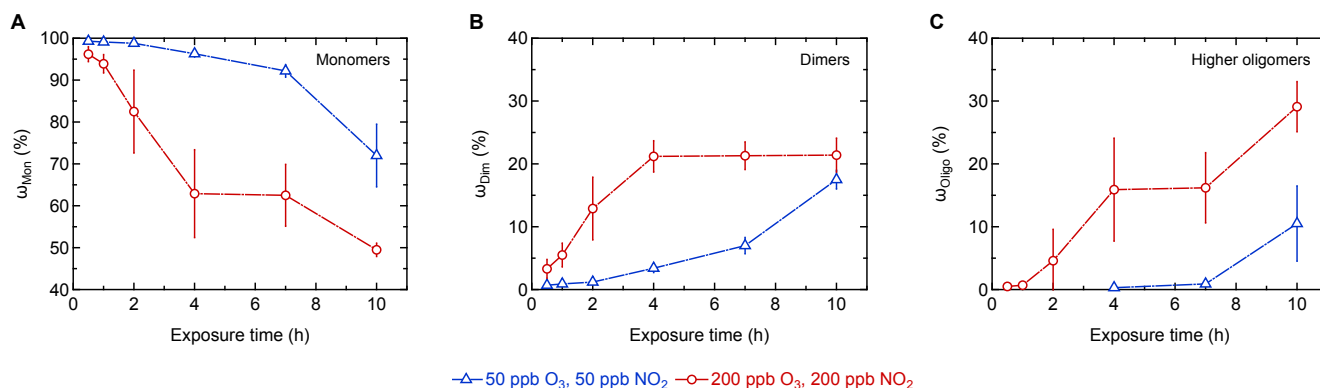 A
100
90
80
70
60
50
40
ω_Mon (%)
Monomers
0 2 4 6 8 10
Exposure time (h)
B
40
30
20
10
0
ω_Dim (%)
Dimers
0 2 4 6 8 10
Exposure time (h)
C
40
30
20
10
0
ω_Oligo (%)
Higher oligomers
0 2 4 6 8 10
Exposure time (h)
50 ppb O₃, 50 ppb NO₂ 200 ppb O₃, 200 ppb NO₂